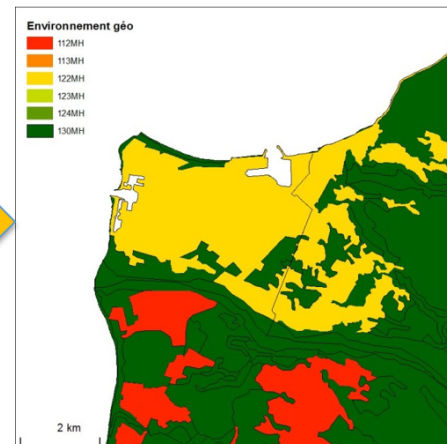 Environnement géo
112MH
113MH
122MH
123MH
124MH
130MH
2 km